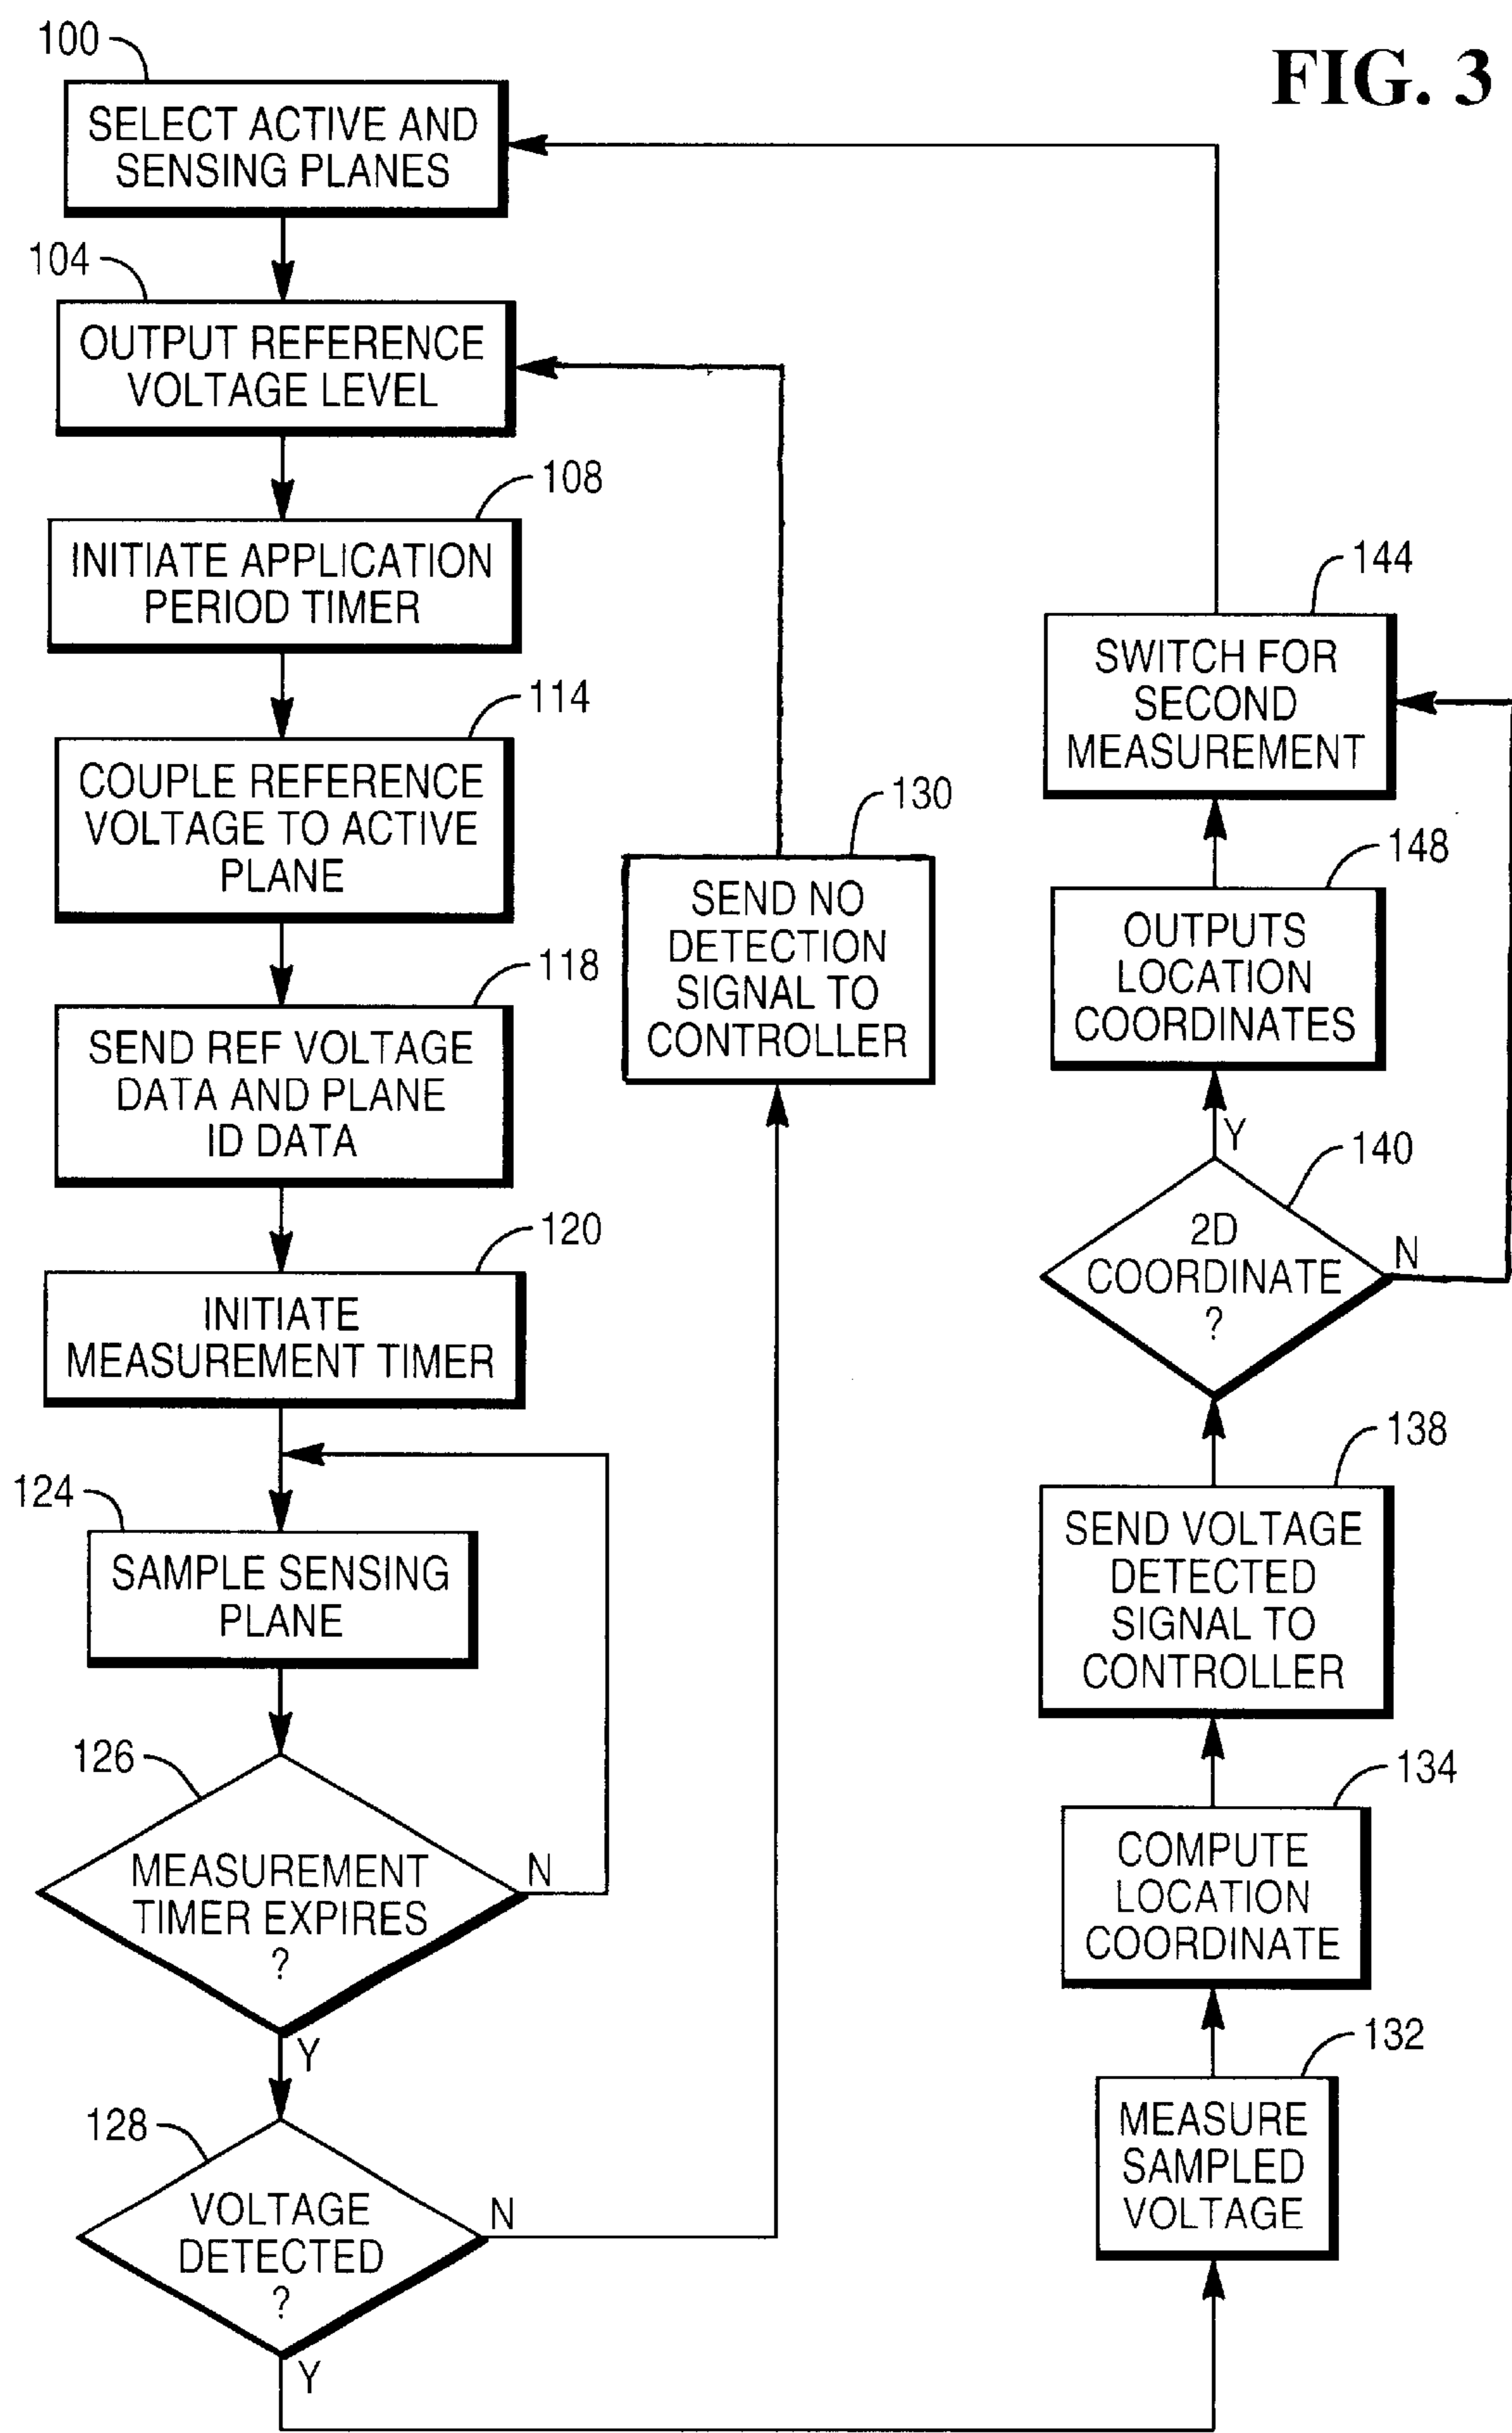 FIG. 3
100
SELECT ACTIVE AND
SENSING PLANES
104
OUTPUT REFERENCE
VOLTAGE LEVEL
108
INITIATE APPLICATION
PERIOD TIMER
114
COUPLE REFERENCE
VOLTAGE TO ACTIVE
PLANE
118
SEND REF VOLTAGE
DATA AND PLANE
ID DATA
120
INITIATE
MEASUREMENT TIMER
124
SAMPLE SENSING
PLANE
126
MEASUREMENT
TIMER EXPIRES
?
N
Y
128
VOLTAGE
DETECTED
?
N
Y
130
SEND NO
DETECTION
SIGNAL TO
CONTROLLER
144
SWITCH FOR
SECOND
MEASUREMENT
148
OUTPUTS
LOCATION
COORDINATES
Y
140
2D
COORDINATE
?
N
138
SEND VOLTAGE
DETECTED
SIGNAL TO
CONTROLLER
134
COMPUTE
LOCATION
COORDINATE
132
MEASURE
SAMPLED
VOLTAGE